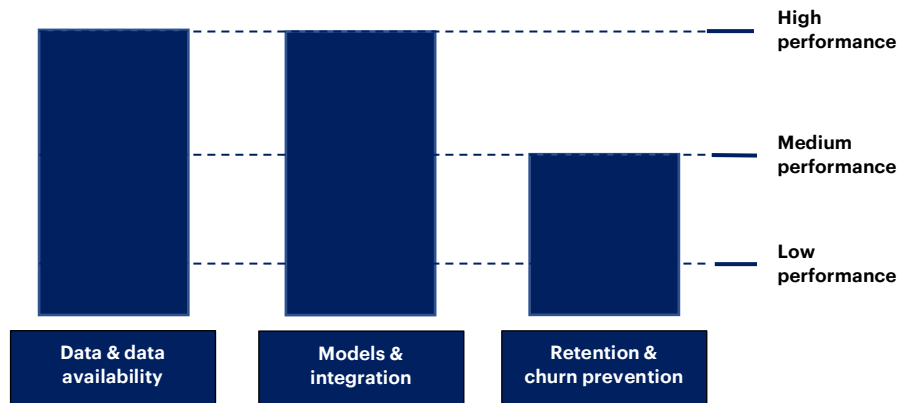 High
performance
Medium
performance
Low
performance
Data & data
availability
Models &
integration
Retention &
churn prevention